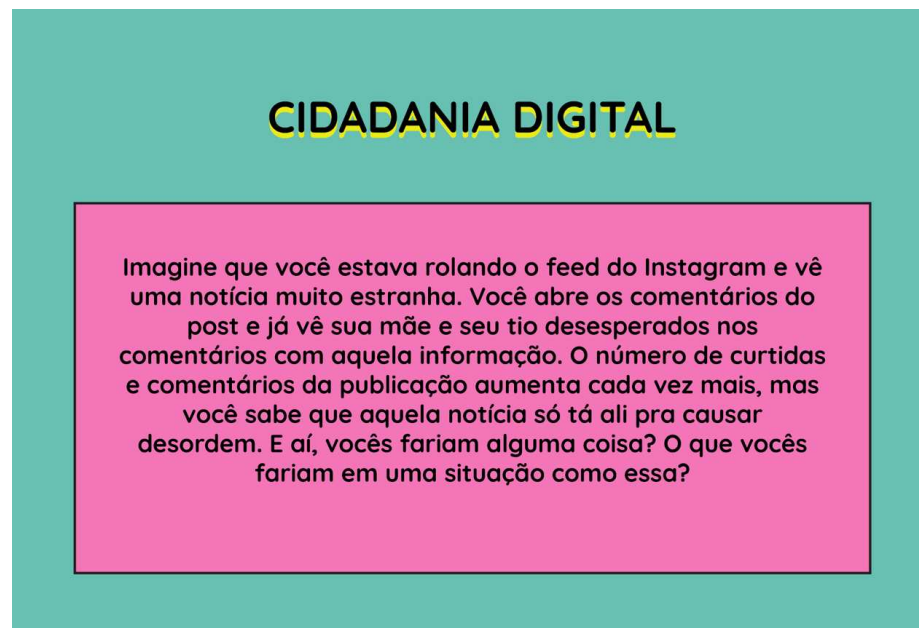 CIDADANIA DIGITAL
Imagine que você estava rolando o feed do Instagram e vê
uma notícia muito estranha. Você abre os comentários do
post e já vê sua mãe e seu tio desesperados nos
comentários com aquela informação. O número de curtidas
e comentários da publicação aumenta cada vez mais, mas
você sabe que aquela notícia só tá ali pra causar
desordem. E aí, vocês fariam alguma coisa? O que vocês
fariam em uma situação como essa?